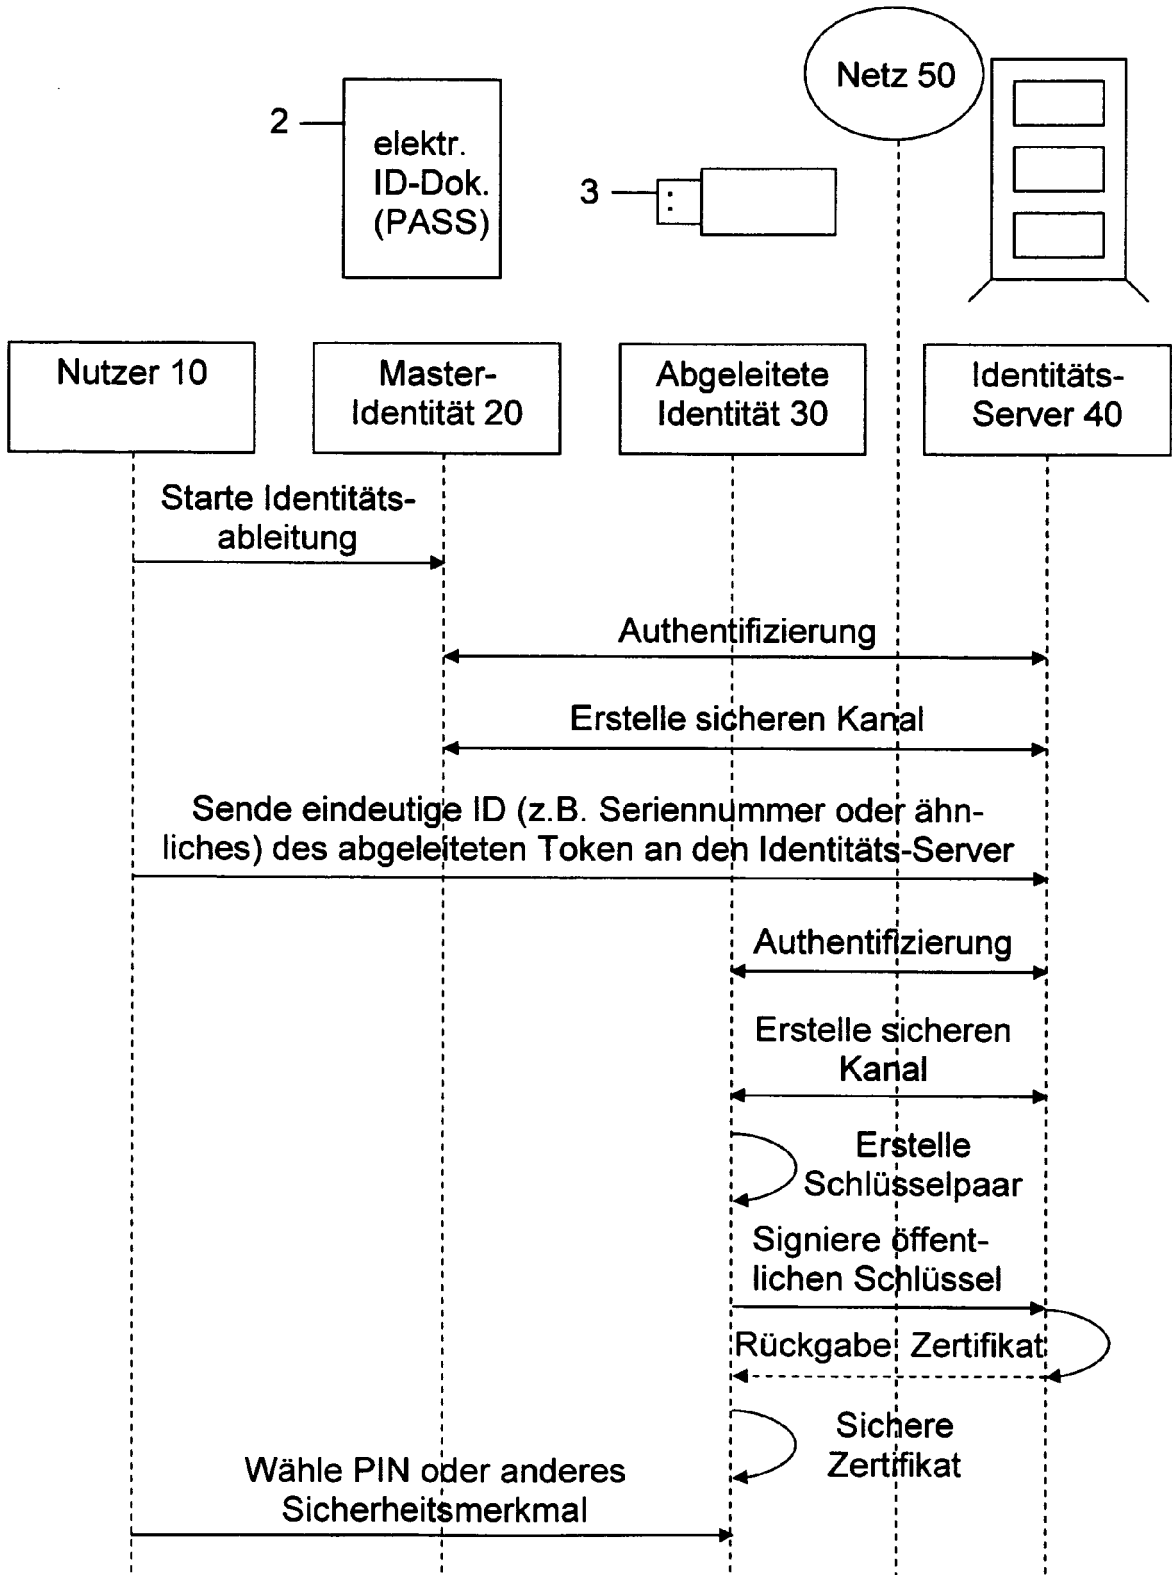 Netz 50
2
elektr.
ID-Dok.
(PASS)
3
Nutzer 10
Master-
Identität 20
Abgeleitete
Identität 30
Identitäts-
Server 40
Starte Identitäts-
ableitung
Authentifizierung
Erstelle sicheren Kanal
Sende eindeutige ID (z.B. Seriennummer oder ähn-
liches) des abgeleiteten Token an den Identitäts-Server
Authentifizierung
Erstelle sicheren
Kanal
Erstelle
Schlüsselpaar
Signiere öffent-
lichen Schlüssel
Rückgabe Zertifikat
Sichere
Zertifikat
Wähle PIN oder anderes
Sicherheitsmerkmal